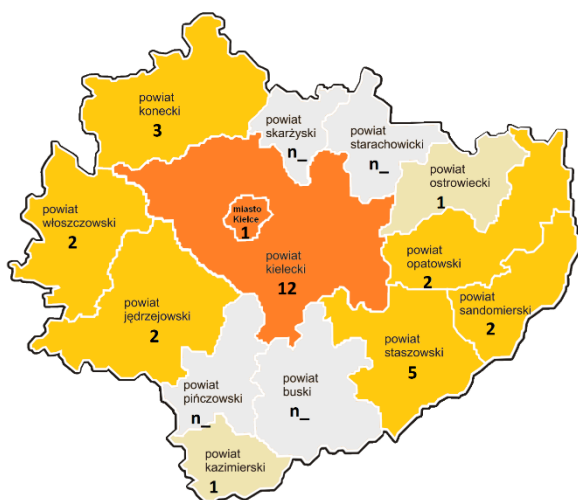 powiat
konecki
3
powiat
skarżyski
n_
powiat
starachowicki
n_
powiat
ostrowiecki
1
powiat
włoszczowski
2
miasto
Kielce
1
powiat
kielecki
12
powiat
opatowski
2
powiat
sandomierski
2
powiat
jędrzejowski
2
powiat
staszowski
5
powiat
pińczowski
n_
powiat
buski
n_
powiat
kazimierski
1